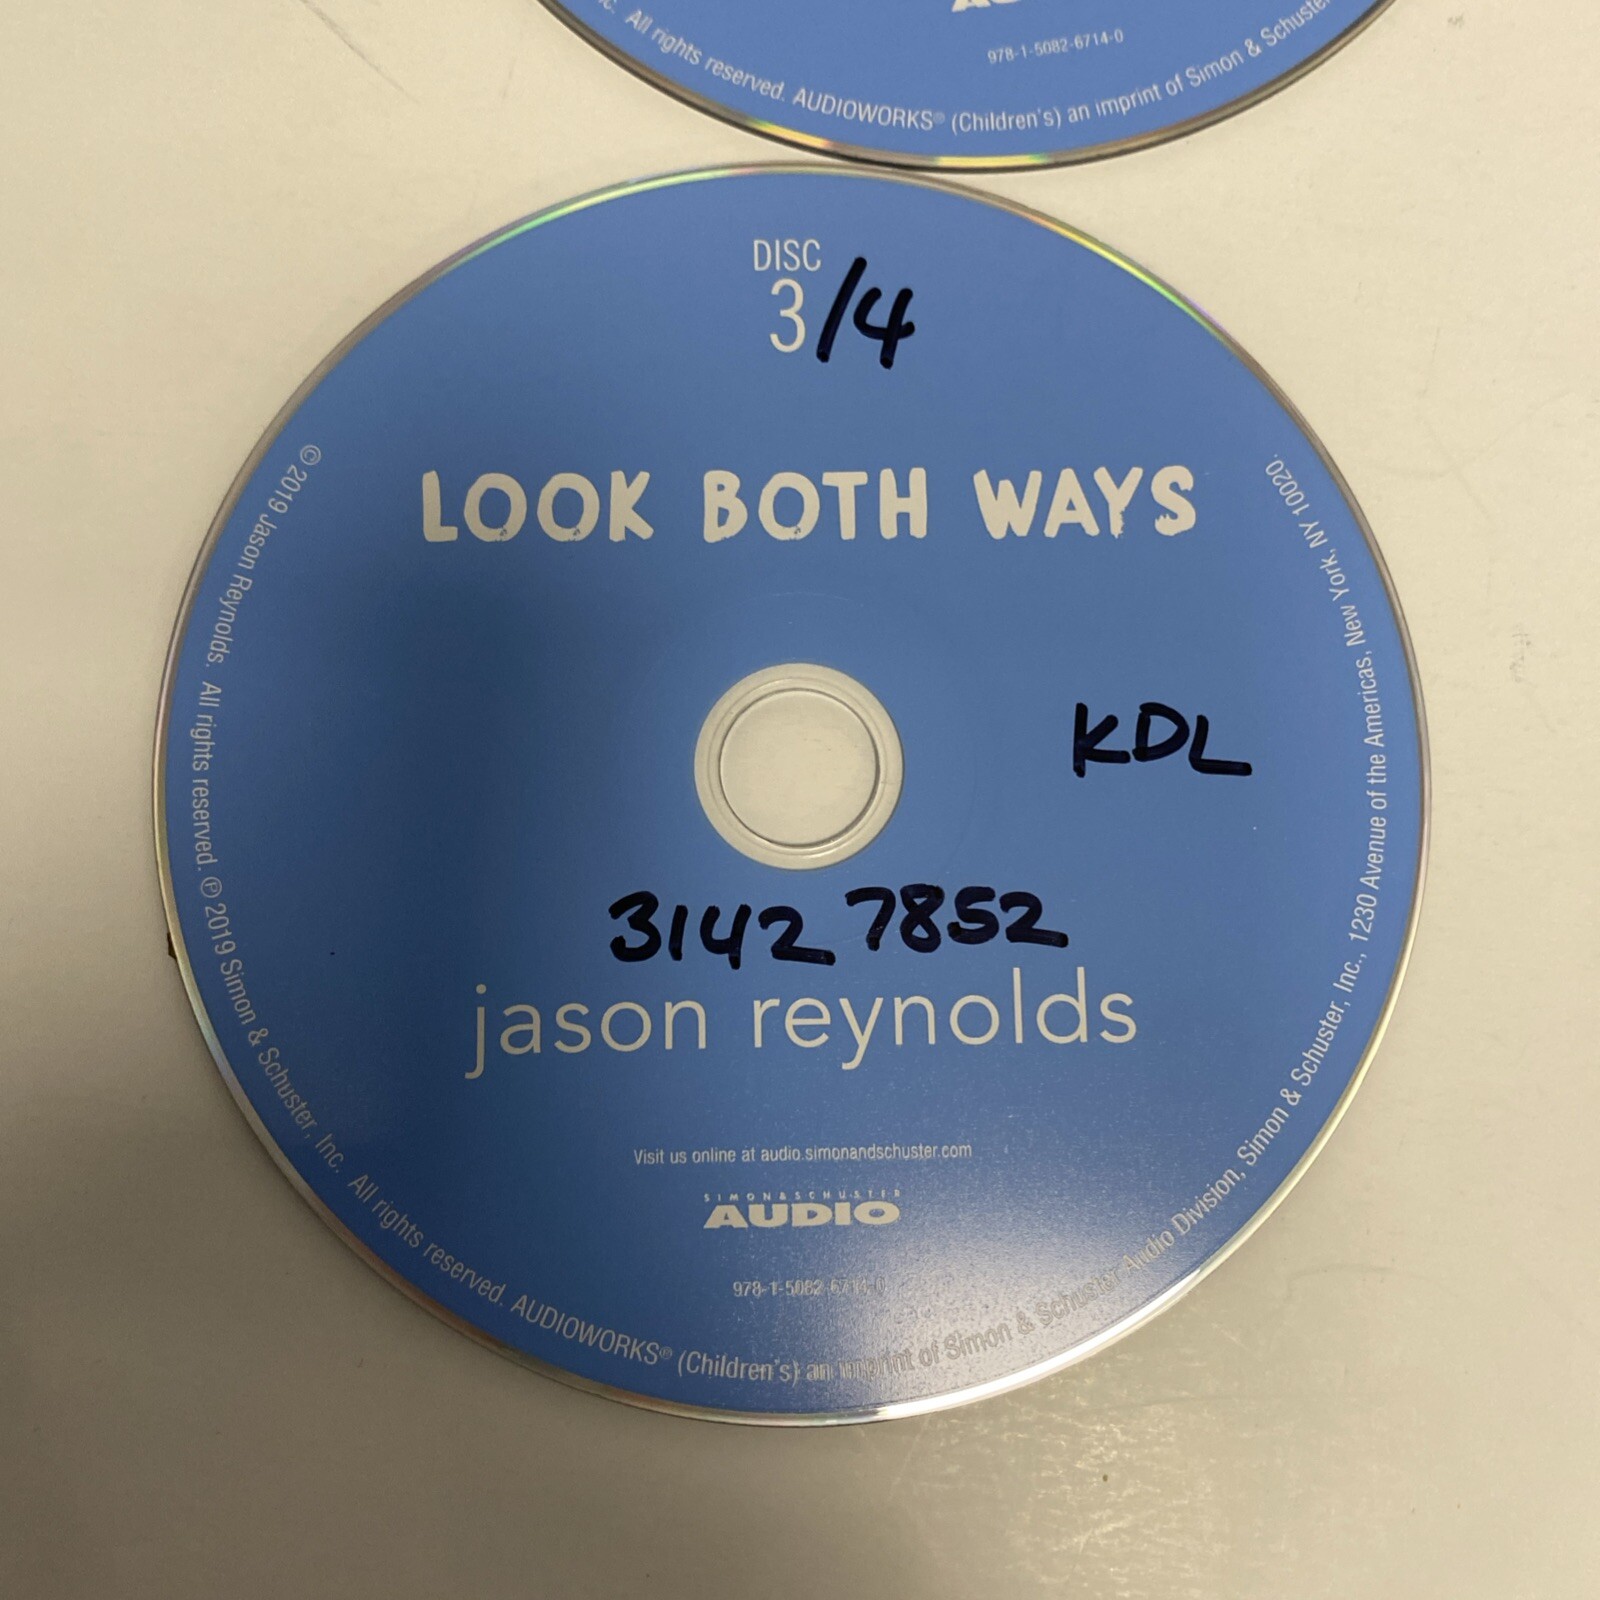 978-1-5082-6714-0
All rights reserved. AUDIOWORKS® (Children's) an imprint of Simon & Schuster
DISC
3/4
LOOK BOTH WAYS
KDL
31427852
jason reynolds
Visit us online at audio.simonandschuster.com
SIMON & SCHUSTER
AUDIO
978-1-5082-6714-0
© 2019 Jason Reynolds. All rights reserved. ℗ 2019 Simon & Schuster, Inc. All rights reserved. AUDIOWORKS® (Children's) an imprint of Simon & Schuster Audio Division, Simon & Schuster, Inc., 1230 Avenue of the Americas, New York, NY 10020.